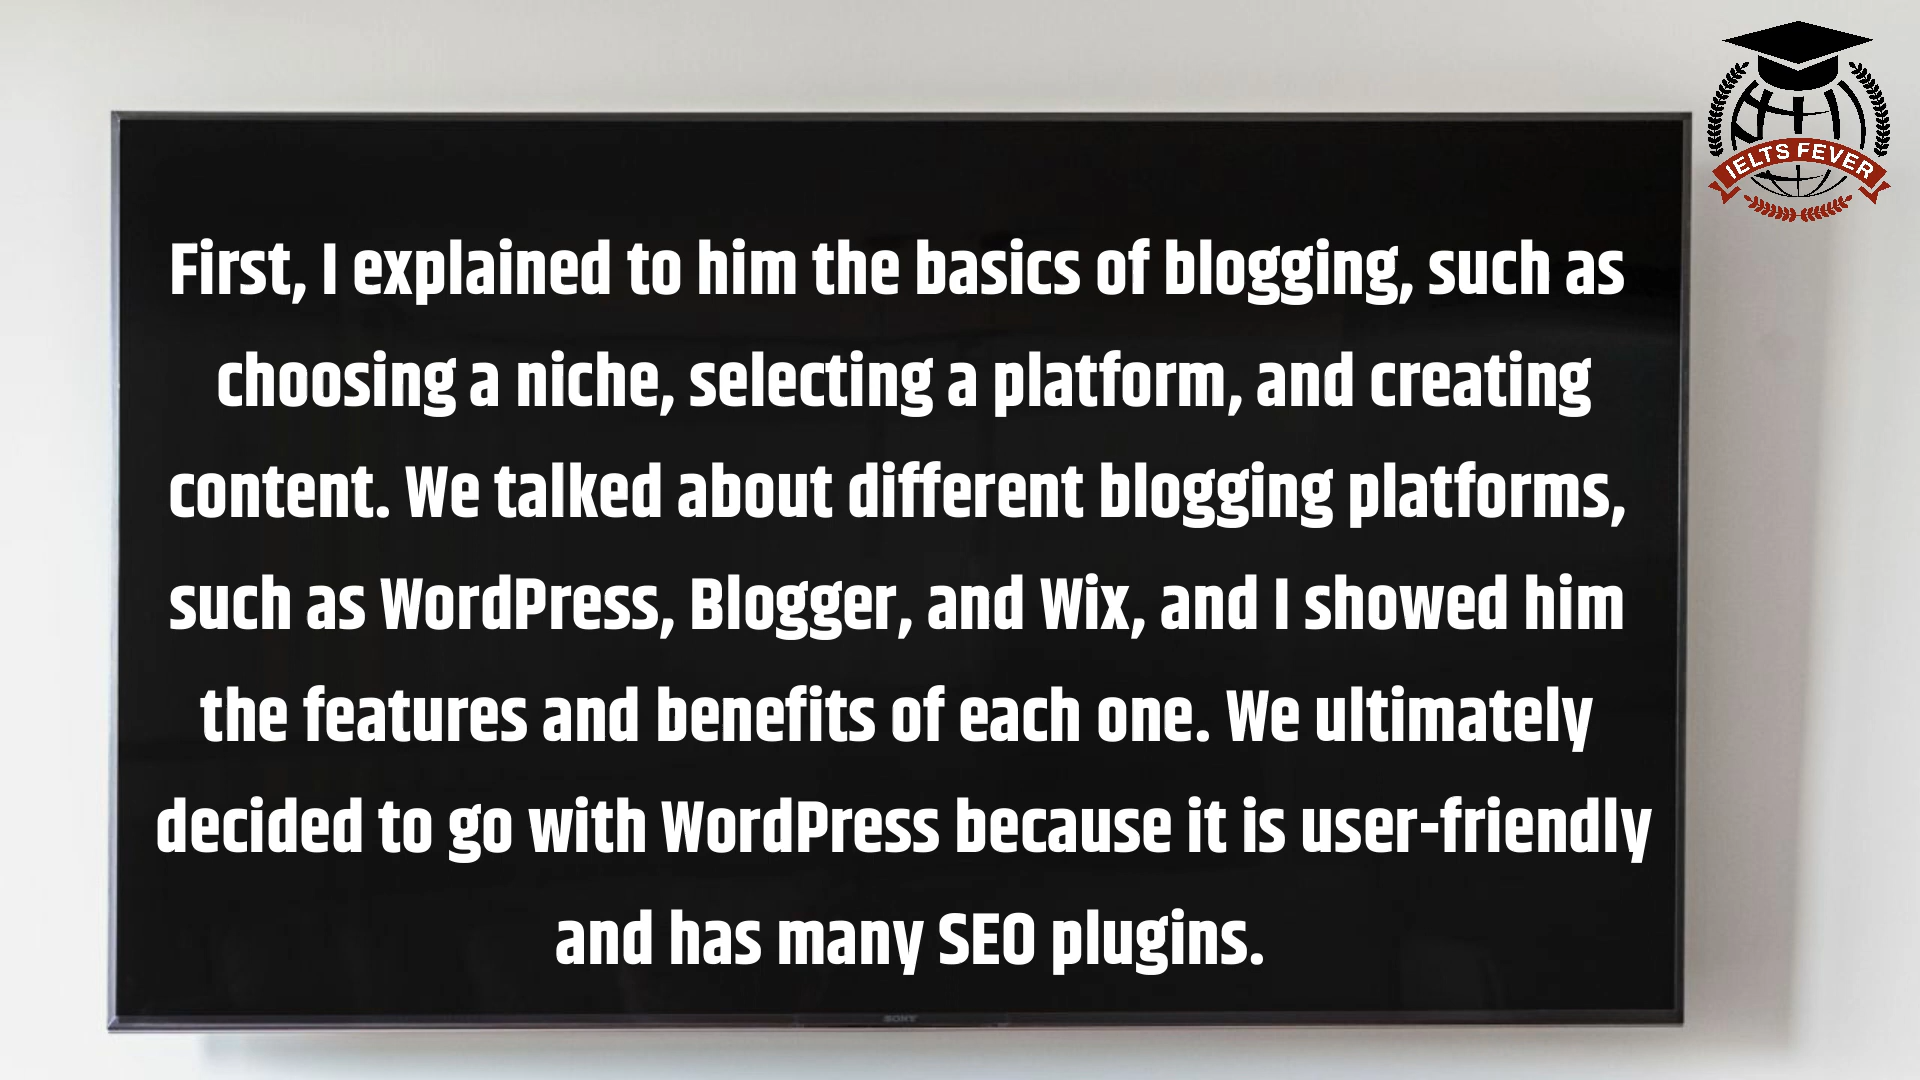 IELTS FEVER
First, I explained to him the basics of blogging, such as
choosing a niche, selecting a platform, and creating
content. We talked about different blogging platforms,
such as WordPress, Blogger, and Wix, and I showed him
the features and benefits of each one. We ultimately
decided to go with WordPress because it is user-friendly
and has many SEO plugins.
SONY